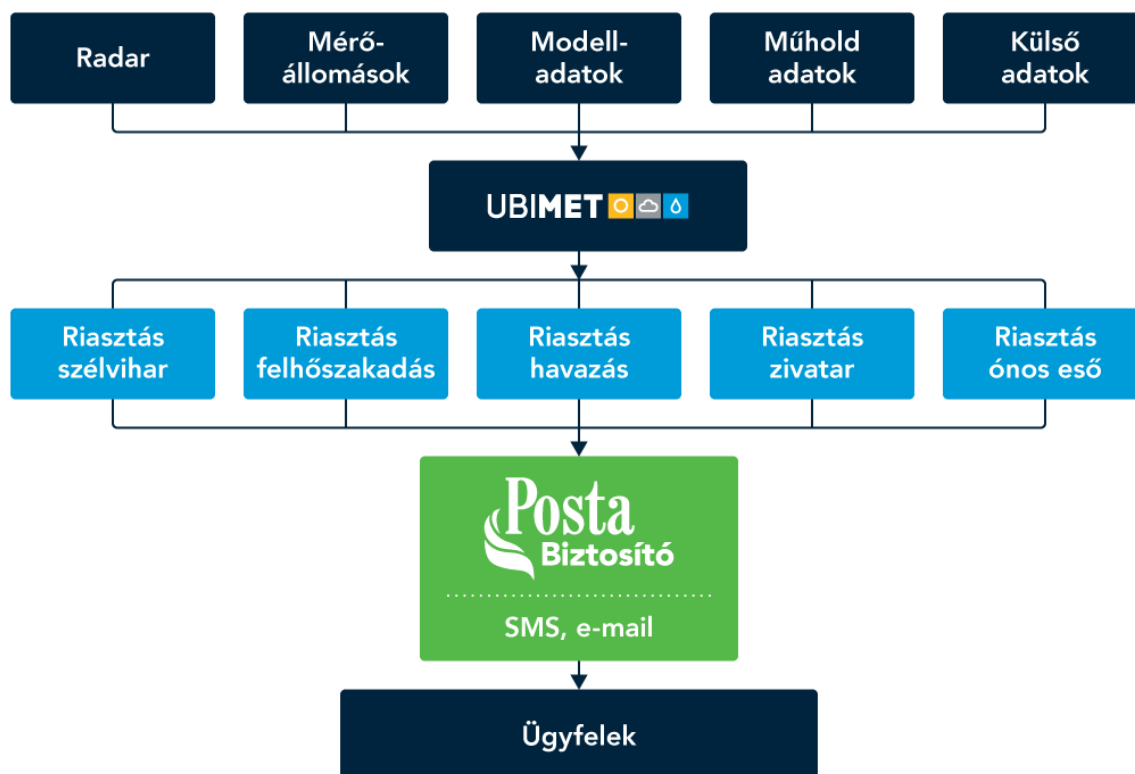 Radar
Mérő-
állomások
Modell-
adatok
Műhold
adatok
Külső
adatok
UBIMET
Riasztás
szélvihar
Riasztás
felhőszakadás
Riasztás
havazás
Riasztás
zivatar
Riasztás
ónos eső
Posta
Biztosító
SMS, e-mail
Ügyfelek